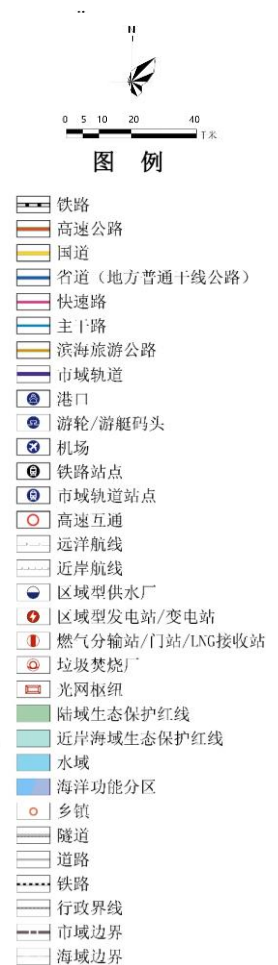 N
0 5 10 20 40
千米
图 例
铁路
高速公路
国道
省道（地方普通干线公路）
快速路
主干路
滨海旅游公路
市域轨道
港口
游轮/游艇码头
机场
铁路站点
市域轨道站点
高速互通
远洋航线
近岸航线
区域型供水厂
区域型发电站/变电站
燃气分输站/门站/LNG接收站
垃圾焚烧厂
光网枢纽
陆域生态保护红线
近岸海域生态保护红线
水域
海洋功能分区
乡镇
隧道
道路
铁路
行政界线
市域边界
海域边界